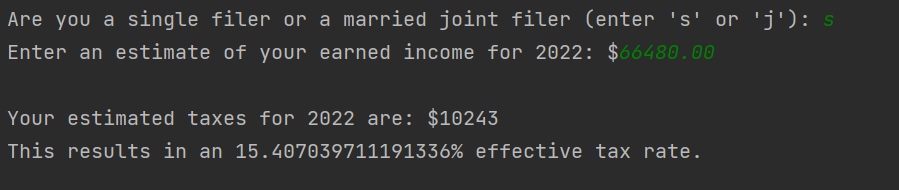 Are you a single filer or a married joint filer (enter 's' or 'j'): s
Enter an estimate of your earned income for 2022: $66480.00
Your estimated taxes for 2022 are: $10243
This results in an 15.407039711191336% effective tax rate.